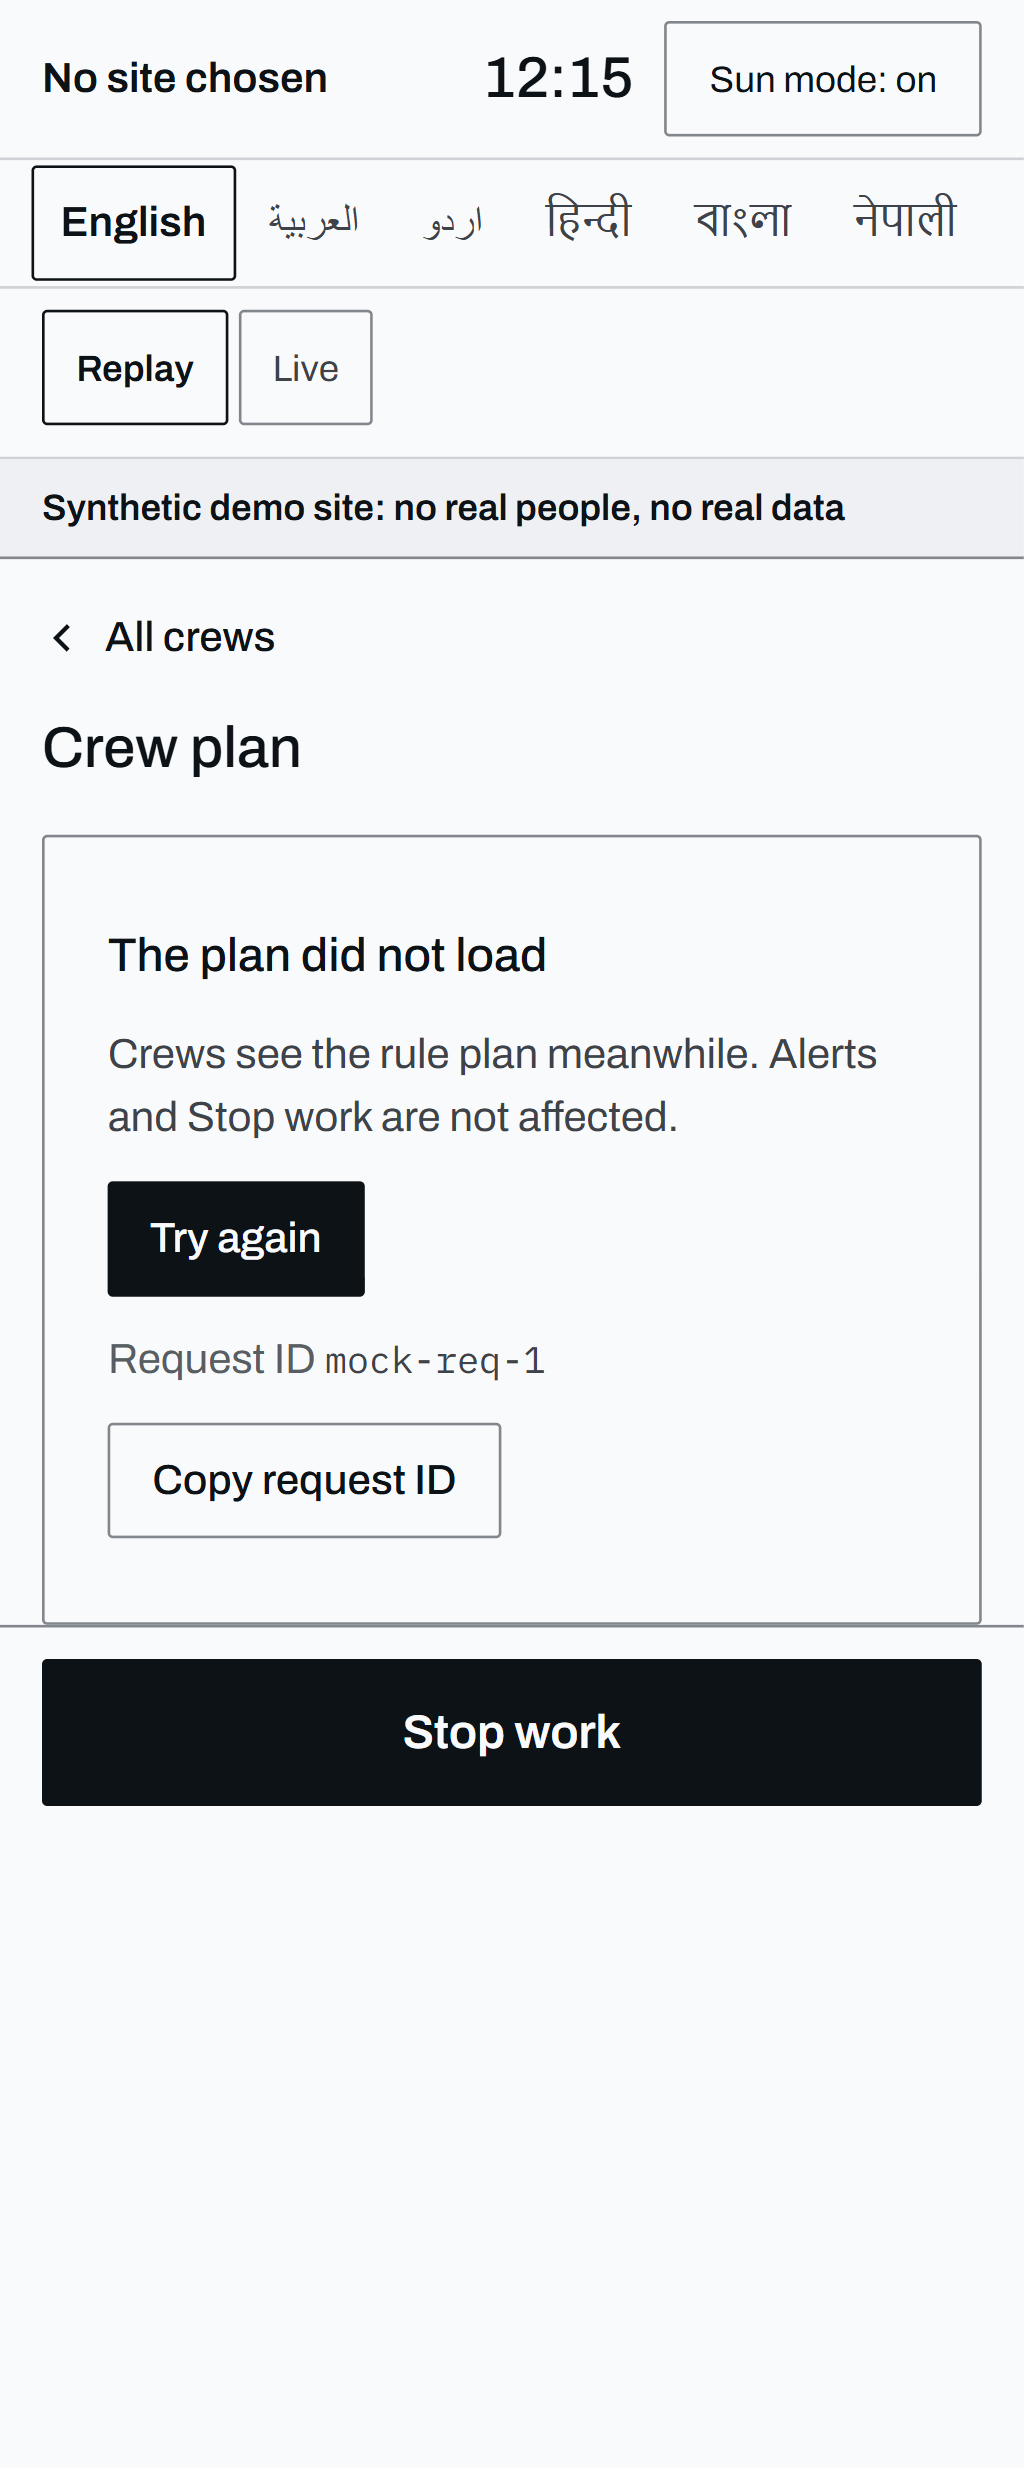 No site chosen 12:15 Sun mode: on
English العربية اردو हिन्दी বাংলা नेपाली
Replay Live
Synthetic demo site: no real people, no real data
All crews
Crew plan
The plan did not load
Crews see the rule plan meanwhile. Alerts
and Stop work are not affected.
Try again
Request ID mock-req-1
Copy request ID
Stop work